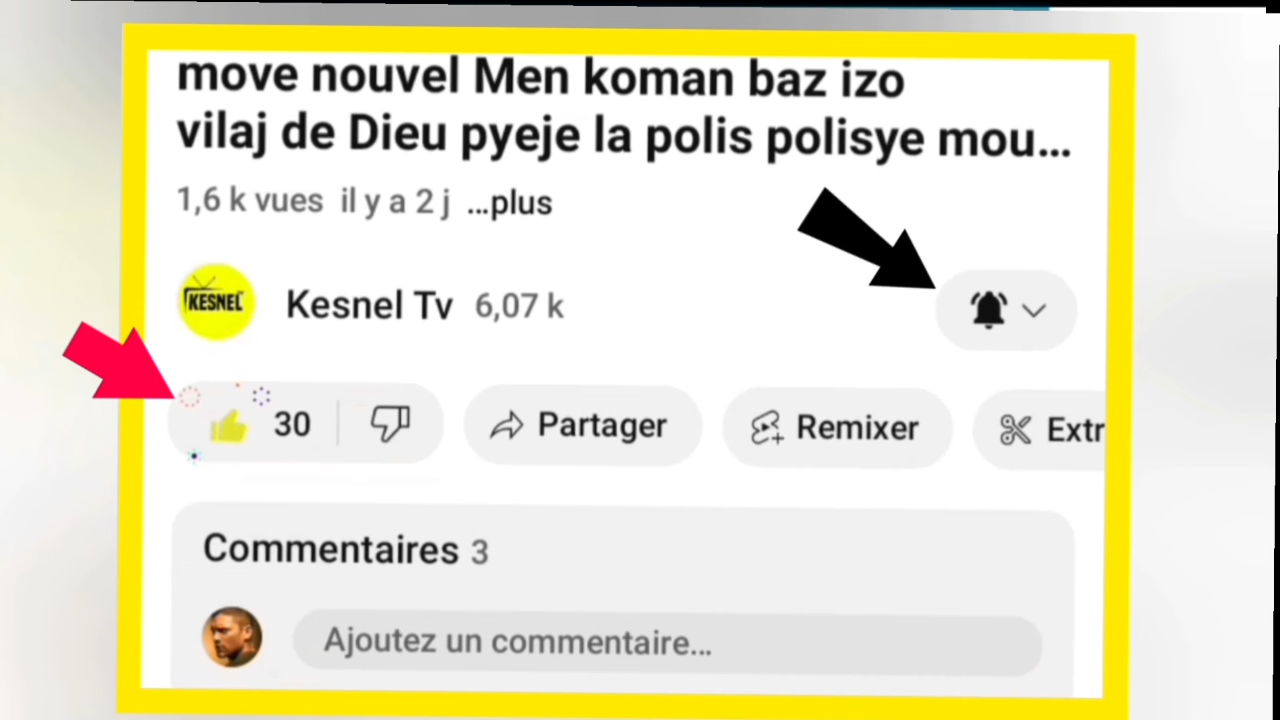 move nouvel Men koman baz izo
vilaj de Dieu pyeje la polis polisye mou...
1,6 k vues il y a 2 j ...plus
KESNEL
Kesnel Tv 6,07 k
30 Partager Remixer Extr
Commentaires 3
Ajoutez un commentaire...